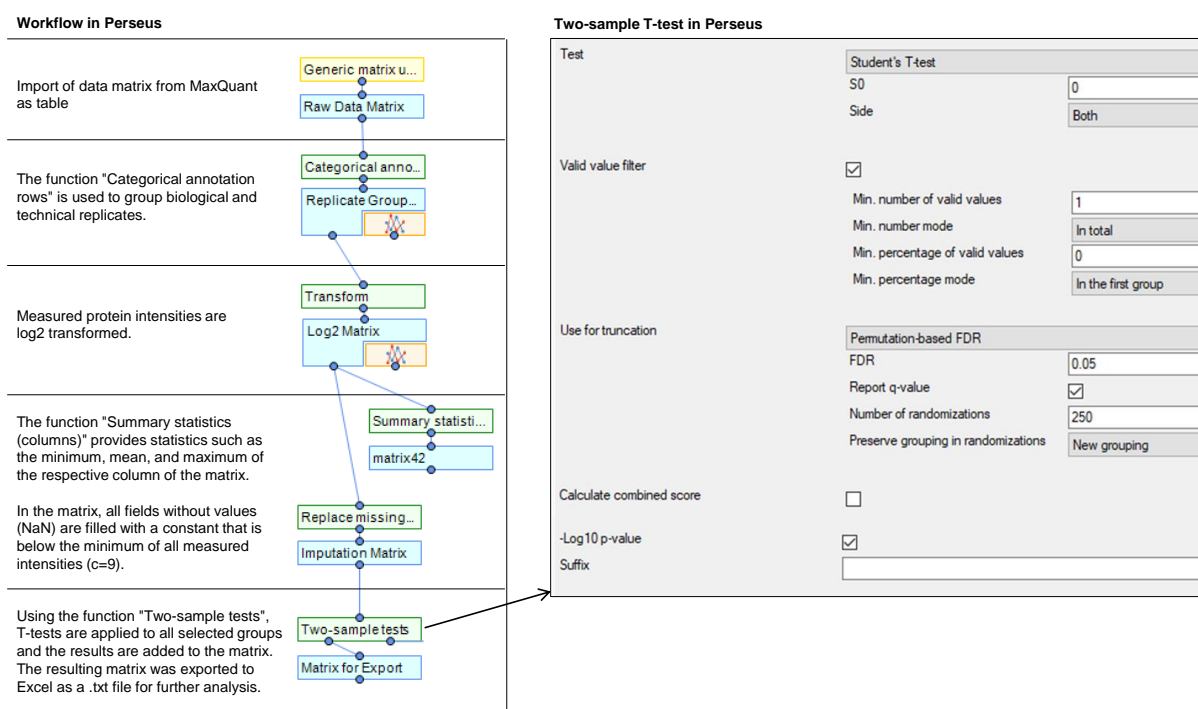 Workflow in Perseus
Import of data matrix from MaxQuant
as table
Generic matrix u...
Raw Data Matrix
The function "Categorical annotation
rows" is used to group biological and
technical replicates.
Categorical anno...
Replicate Group...
Measured protein intensities are
log2 transformed.
Transform
Log2 Matrix
The function "Summary statistics
(columns)" provides statistics such as
the minimum, mean, and maximum of
the respective column of the matrix.
Summary statisti...
matrix42
In the matrix, all fields without values
(NaN) are filled with a constant that is
below the minimum of all measured
intensities (c=9).
Replace missing...
Imputation Matrix
Using the function "Two-sample tests",
T-tests are applied to all selected groups
and the results are added to the matrix.
The resulting matrix was exported to
Excel as a .txt file for further analysis.
Two-sample tests
Matrix for Export
Two-sample T-test in Perseus
Test
Student's T-test
S0 0
Side Both
Valid value filter
Min. number of valid values 1
Min. number mode In total
Min. percentage of valid values 0
Min. percentage mode In the first group
Use for truncation
Permutation-based FDR
FDR 0.05
Report q-value
Number of randomizations 250
Preserve grouping in randomizations New grouping
Calculate combined score
-Log10 p-value
Suffix